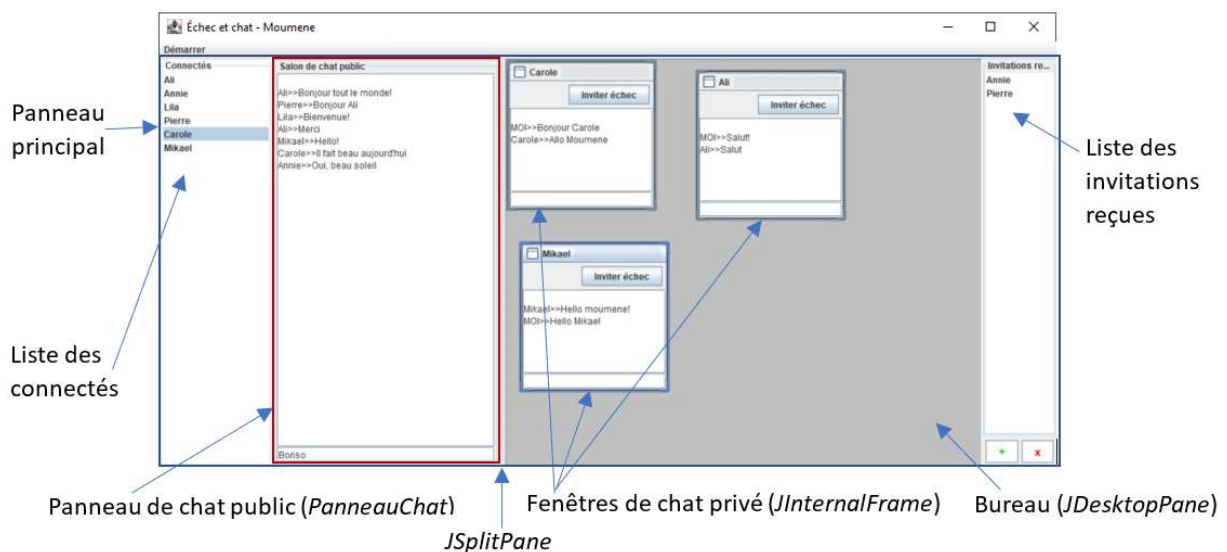 Échec et chat - Moumene
Démarrer
Connectés
Ali
Annie
Lila
Pierre
Carole
Mikael
Salon de chat public
Ali>>Bonjour tout le monde!
Pierre>>Bonjour Ali
Lila>>Bienvenue!
Ali>>Merci
Mikael>>Hello!
Carole>>Il fait beau aujourd'hui
Annie>>Oui, beau soleil
Bonso
Carole
Inviter échec
MOI>>Bonjour Carole
Carole>>Allo Moumene
Ali
Inviter échec
MOI>>Salut!
Ali>>Salut
Mikael
Inviter échec
Mikael>>Hello moumene!
MOI>>Hello Mikael
Invitations re...
Annie
Pierre
+ x
Panneau
principal
Liste des
connectés
Liste des
invitations
reçues
Panneau de chat public (PanneauChat)
JSplitPane
Fenêtres de chat privé (JInternalFrame)
Bureau (JDesktopPane)